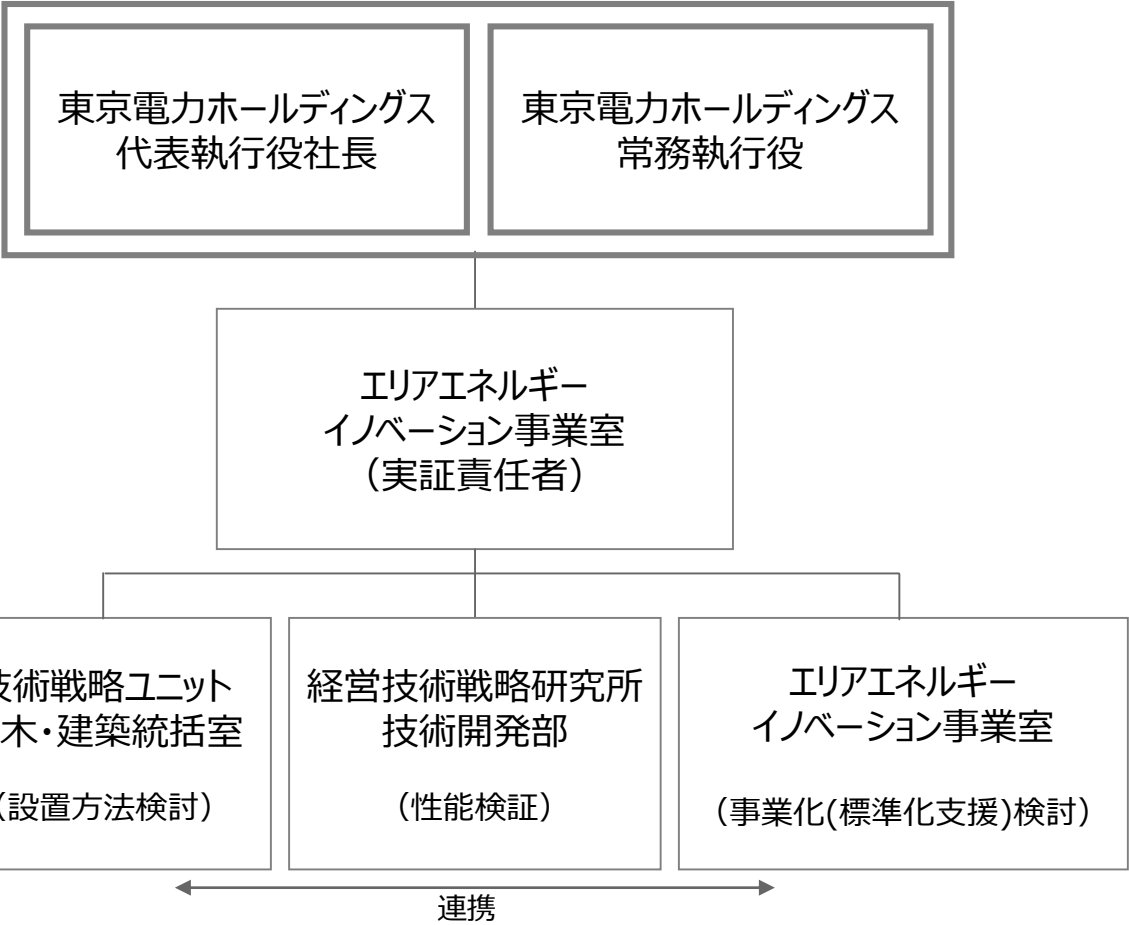 東京電力ホールディングス
代表執行役社長
東京電力ホールディングス
常務執行役
エリアエネルギー
イノベーション事業室
（実証責任者）
技術戦略ユニット
木・建築統括室
（設置方法検討）
経営技術戦略研究所
技術開発部
（性能検証）
エリアエネルギー
イノベーション事業室
（事業化(標準化支援)検討）
連携